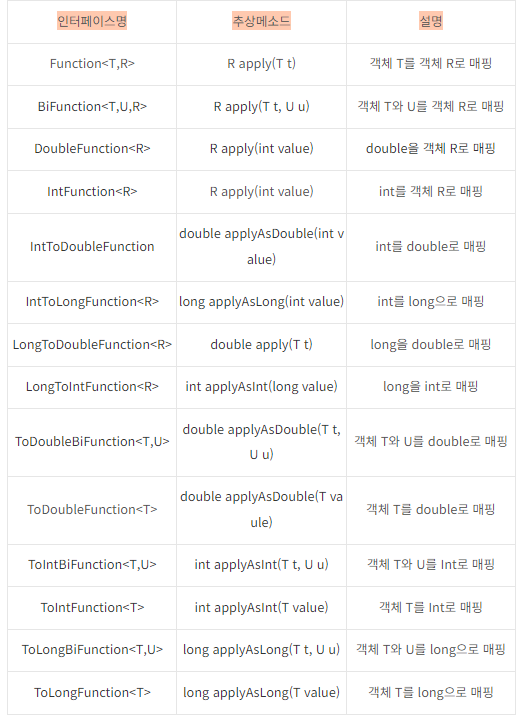 인터페이스명 추상메소드 설명
Function<T,R> R apply(T t) 객체 T를 객체 R로 매핑
BiFunction<T,U,R> R apply(T t, U u) 객체 T와 U를 객체 R로 매핑
DoubleFunction<R> R apply(int value) double을 객체 R로 매핑
IntFunction<R> R apply(int value) int를 객체 R로 매핑
IntToDoubleFunction double applyAsDouble(int v
alue) int를 double로 매핑
IntToLongFunction<R> long applyAsLong(int value) int를 long으로 매핑
LongToDoubleFunction<R> double apply(T t) long을 double로 매핑
LongToIntFunction<R> int applyAsInt(long value) long을 int로 매핑
ToDoubleBiFunction<T,U> double applyAsDouble(T t,
U u) 객체 T와 U를 double로 매핑
ToDoubleFunction<T> double applyAsDouble(T va
ule) 객체 T를 double로 매핑
ToIntBiFunction<T,U> int applyAsInt(T t, U u) 객체 T와 U를 Int로 매핑
ToIntFunction<T> int applyAsInt(T value) 객체 T를 Int로 매핑
ToLongBiFunction<T,U> long applyAsLong(T t, U u) 객체 T와 U를 long으로 매핑
ToLongFunction<T> long applyAsLong(T value) 객체 T를 long으로 매핑